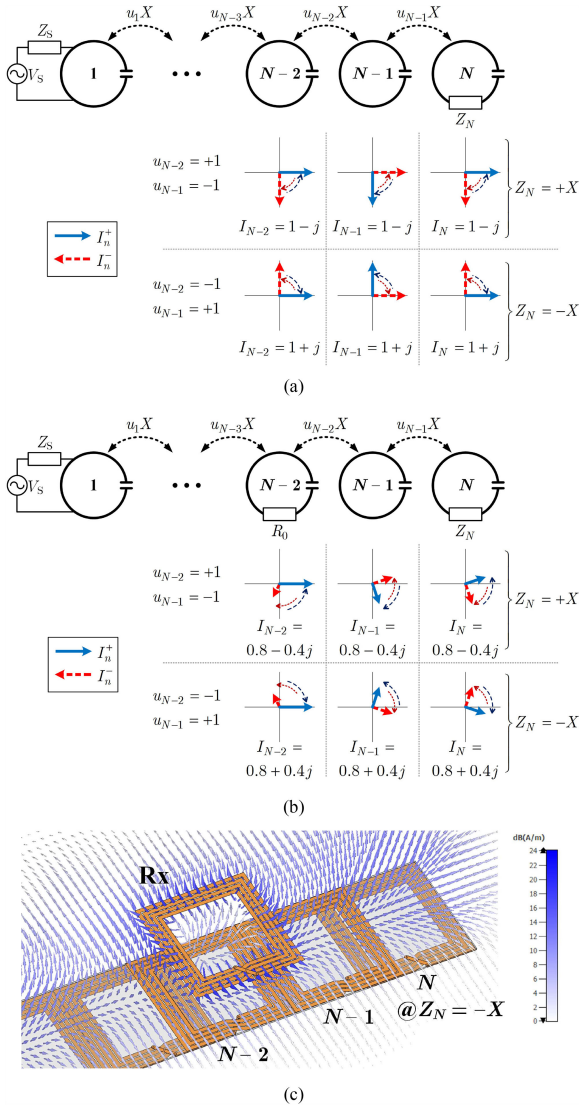 u₁X u_{N−3}X u_{N−2}X u_{N−1}X
Z_S
V_S
1 ••• N − 2 N − 1 N
Z_N
u_{N−2} = +1
u_{N−1} = −1
I_{N−2} = 1 − j I_{N−1} = 1 − j I_N = 1 − j
Z_N = +X
I_n^+
I_n^-
u_{N−2} = −1
u_{N−1} = +1
I_{N−2} = 1 + j I_{N−1} = 1 + j I_N = 1 + j
Z_N = −X
(a)
u₁X u_{N−3}X u_{N−2}X u_{N−1}X
Z_S
V_S
1 ••• N − 2 N − 1 N
R_0 Z_N
u_{N−2} = +1
u_{N−1} = −1
I_{N−2} = I_{N−1} = I_N =
0.8 − 0.4j 0.8 − 0.4j 0.8 − 0.4j
Z_N = +X
I_n^+
I_n^-
u_{N−2} = −1
u_{N−1} = +1
I_{N−2} = I_{N−1} = I_N =
0.8 + 0.4j 0.8 + 0.4j 0.8 + 0.4j
Z_N = −X
(b)
dB(A/m)
24
22
20
18
16
14
12
10
8
6
4
2
0
Rx
N
@Z_N = −X
N − 1
N − 2
(c)